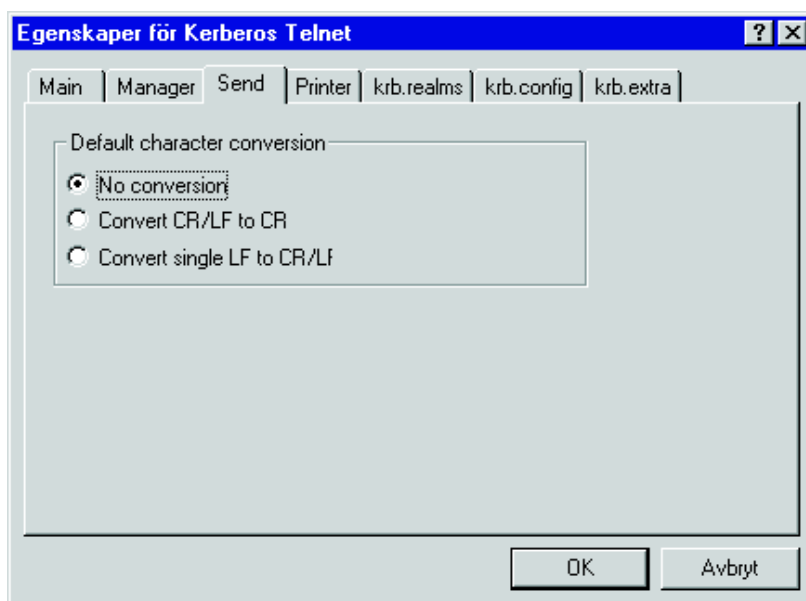 Egenskaper för Kerberos Telnet
Main Manager Send Printer krb.realms krb.config krb.extra
Default character conversion
No conversion
Convert CR/LF to CR
Convert single LF to CR/LF
OK Avbryt